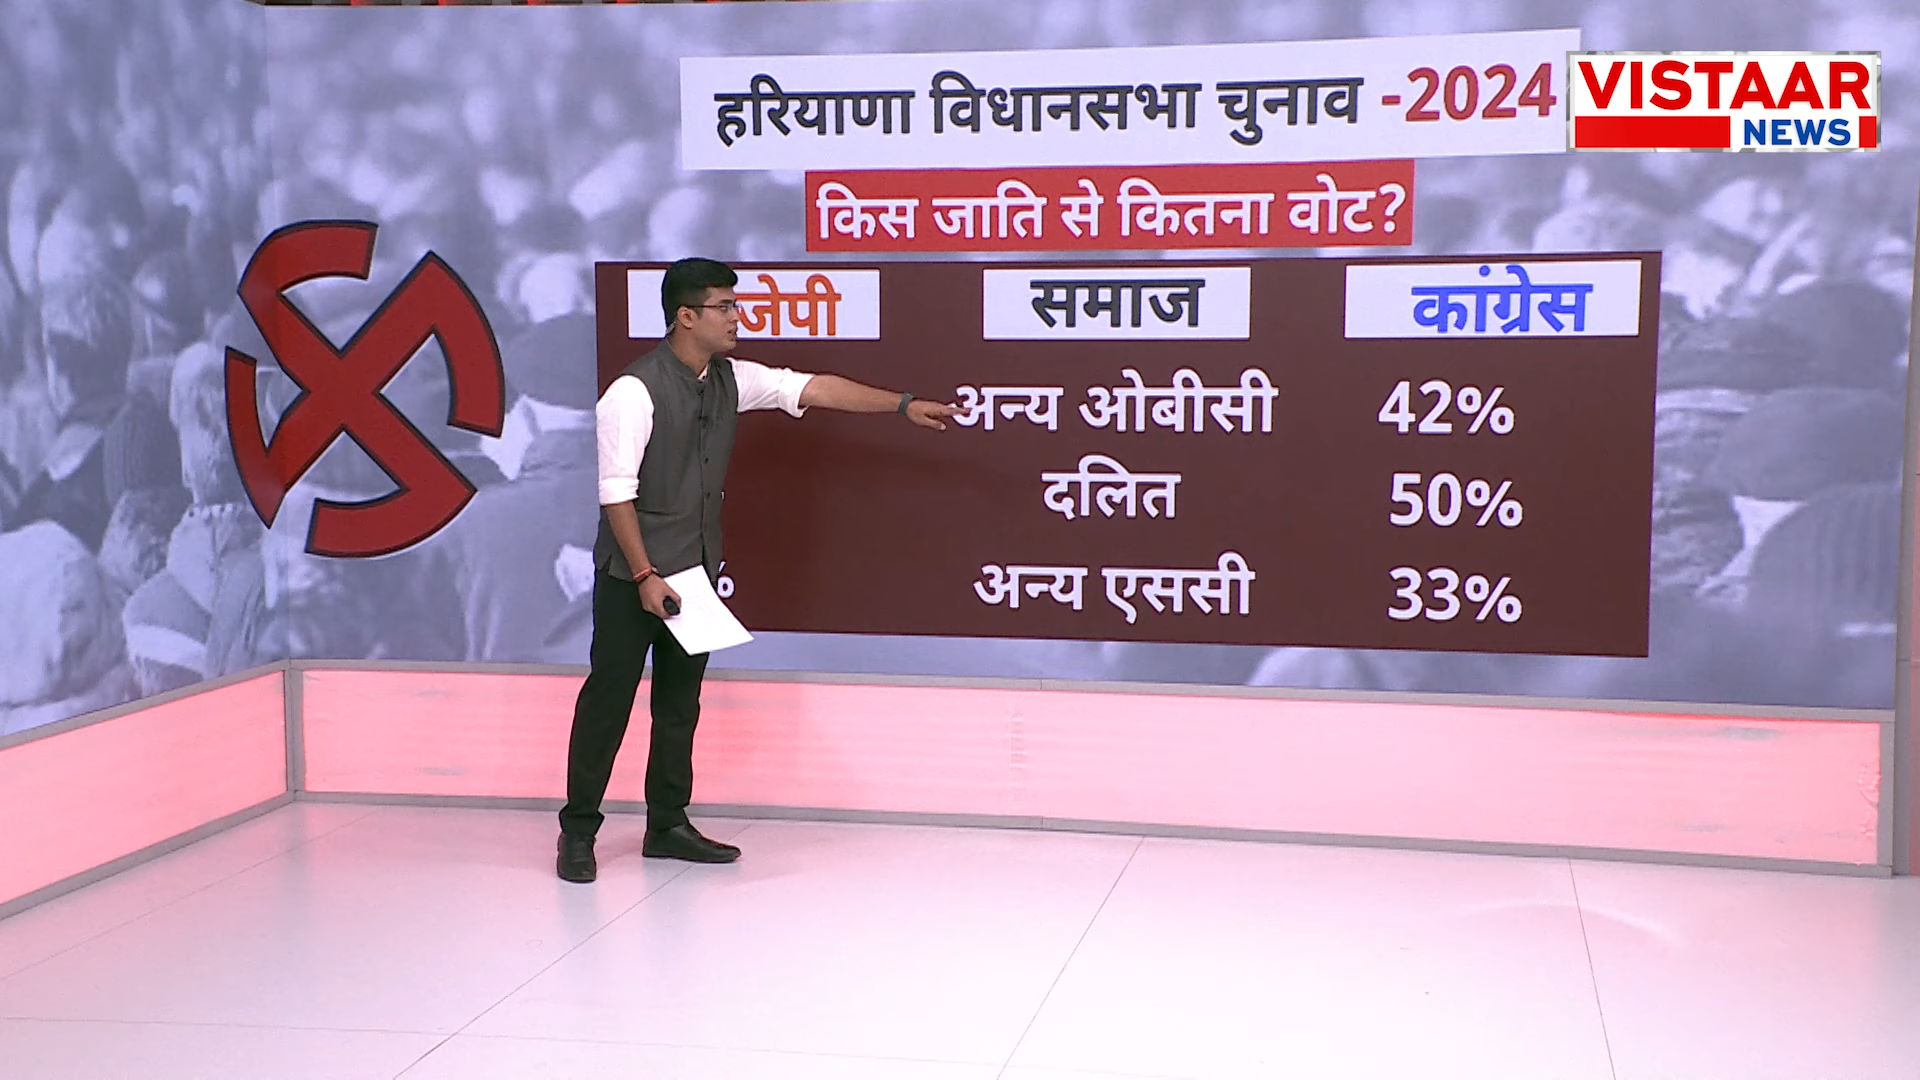 हरियाणा विधानसभा चुनाव -2024
VISTAAR
NEWS
किस जाति से कितना वोट?
जेपी समाज कांग्रेस
अन्य ओबीसी 42%
दलित 50%
% अन्य एससी 33%